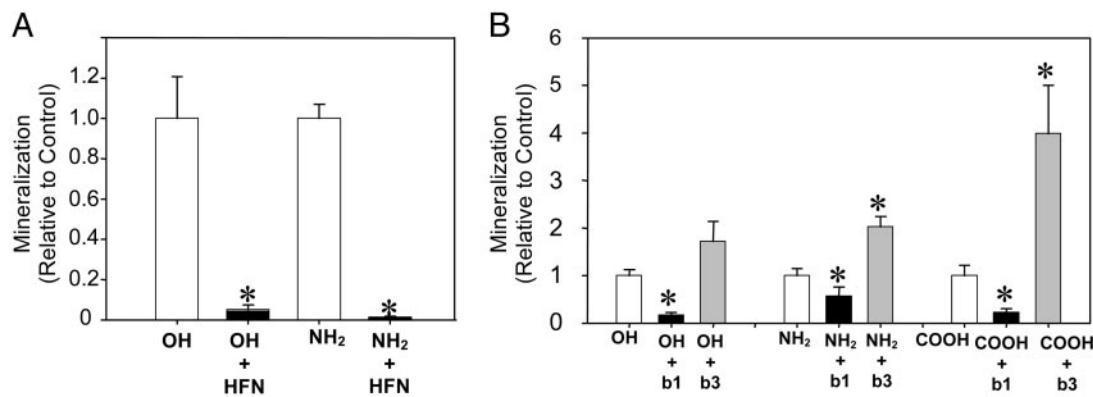 A
Mineralization
(Relative to Control)
1.2
1.0
0.8
0.6
0.4
0.2
0
*
*
OH
OH
+
HFN
NH₂
NH₂
+
HFN
B
Mineralization
(Relative to Control)
6
5
4
3
2
1
0
*
*
*
*
*
OH
OH
+
b1
OH
+
b3
NH₂
NH₂
+
b1
NH₂
+
b3
COOH
COOH
+
b1
COOH
+
b3